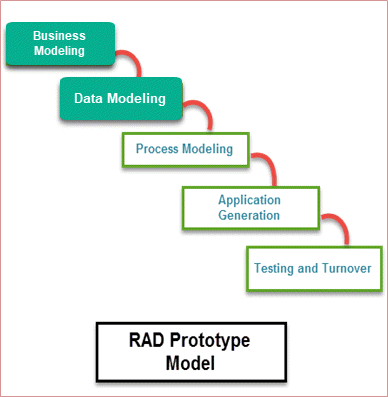 Business
Modeling
Data Modeling
Process Modeling
Application
Generation
Testing and Turnover
RAD Prototype
Model